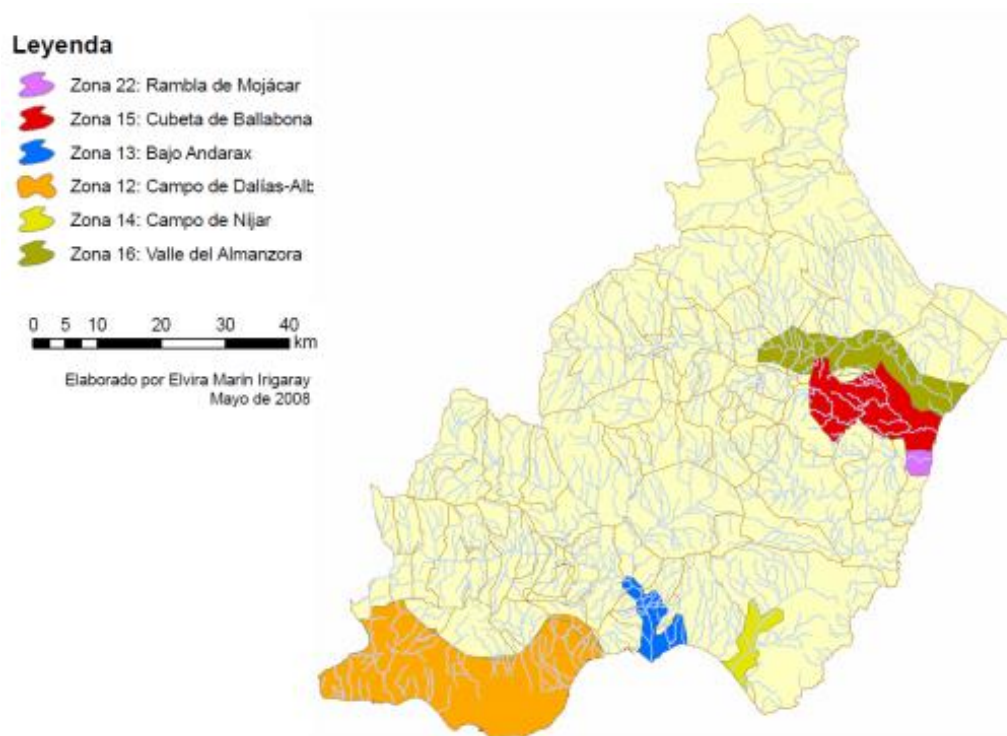 Leyenda
Zona 22: Rambla de Mojácar
Zona 15: Cubeta de Ballabona
Zona 13: Bajo Andarax
Zona 12: Campo de Dalías-Alb
Zona 14: Campo de Níjar
Zona 16: Valle del Almanzora
0 5 10 20 30 40
km
Elaborado por Elvira Marín Irigaray
Mayo de 2008